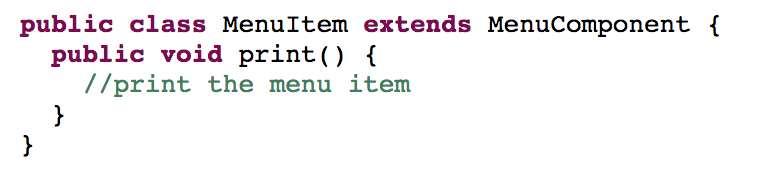 public class MenuItem extends MenuComponent {
  public void print() {
    //print the menu item
  }
}